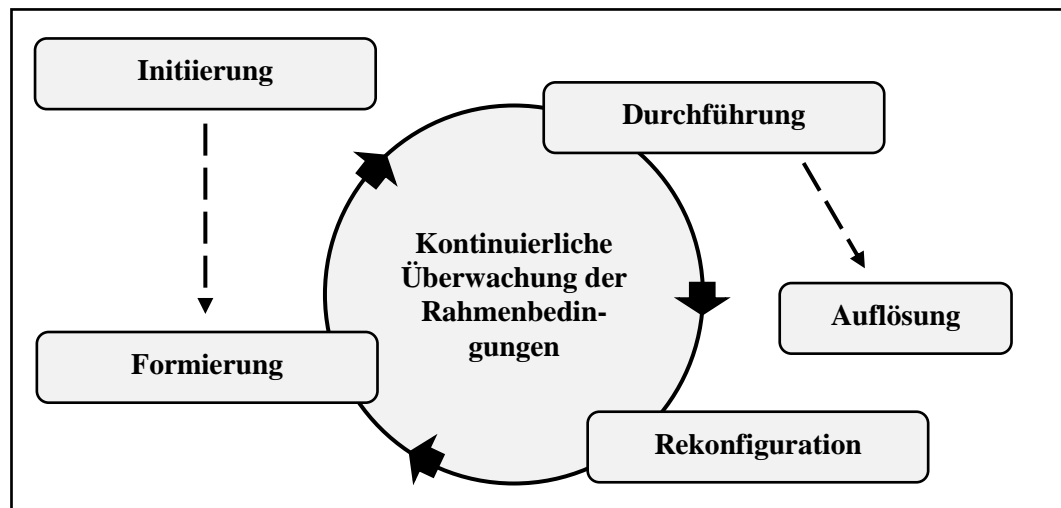 Initiierung
Durchführung
Kontinuierliche
Überwachung der
Rahmenbedin-
gungen
Auflösung
Formierung
Rekonfiguration